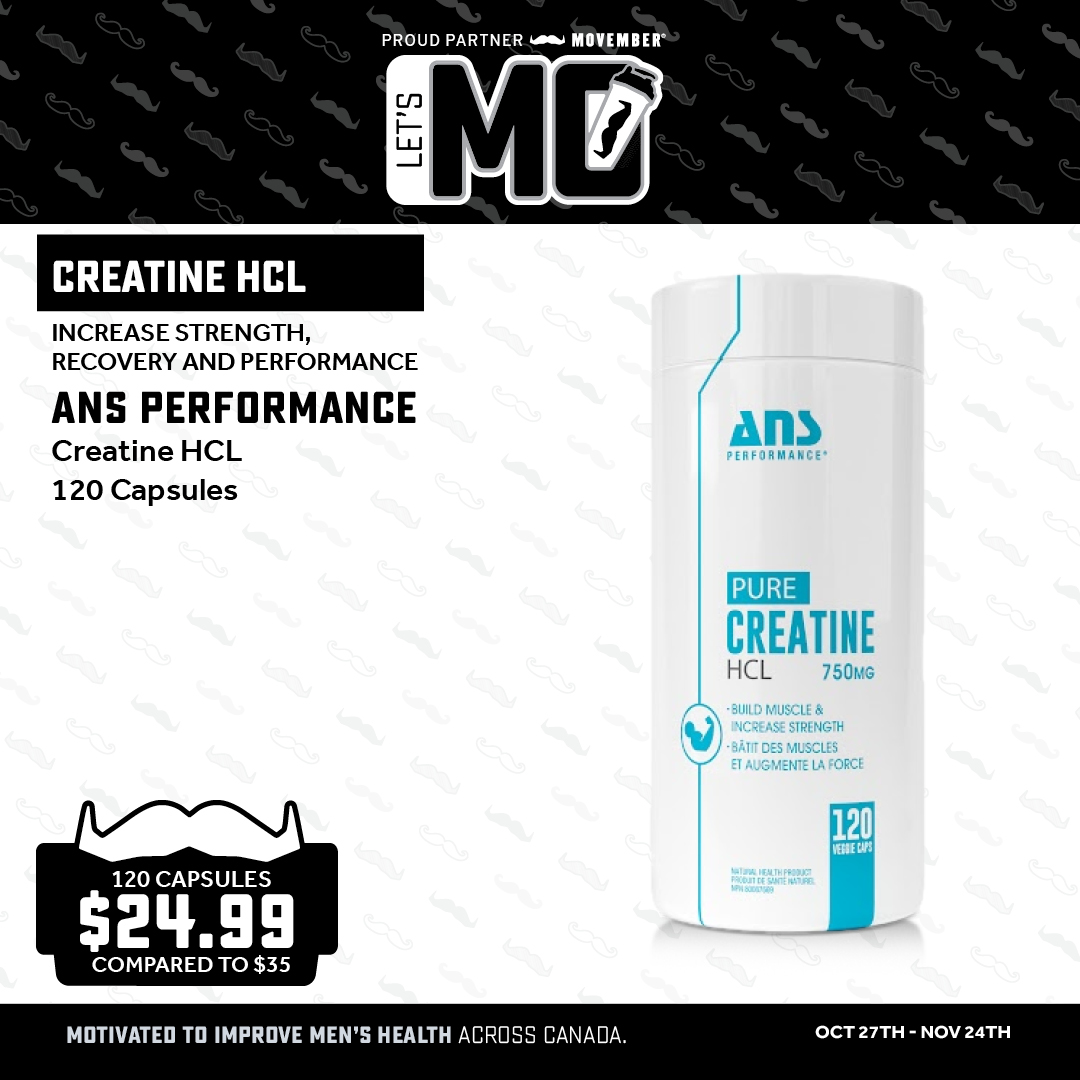 PROUD PARTNER MOVEMBER®
LET'S MO
CREATINE HCL
INCREASE STRENGTH,
RECOVERY AND PERFORMANCE
ANS PERFORMANCE
Creatine HCL
120 Capsules
ANS
PERFORMANCE®
PURE
CREATINE
HCL 750MG
·BUILD MUSCLE &
INCREASE STRENGTH
·BÂTIT DES MUSCLES
ET AUGMENTE LA FORCE
120
VEGGIE CAPS
NATURAL HEALTH PRODUCT
PRODUIT DE SANTÉ NATUREL
120 CAPSULES
$24.99
COMPARED TO $35
MOTIVATED TO IMPROVE MEN'S HEALTH ACROSS CANADA.
OCT 27TH - NOV 24TH